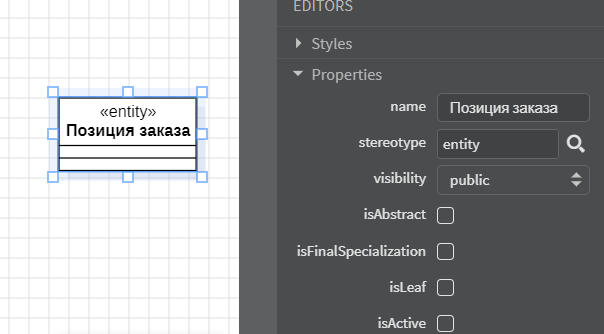 EDITORS
Styles
Properties
«entity»
Позиция заказа
name Позиция заказа
stereotype entity
visibility public
isAbstract
isFinalSpecialization
isLeaf
isActive